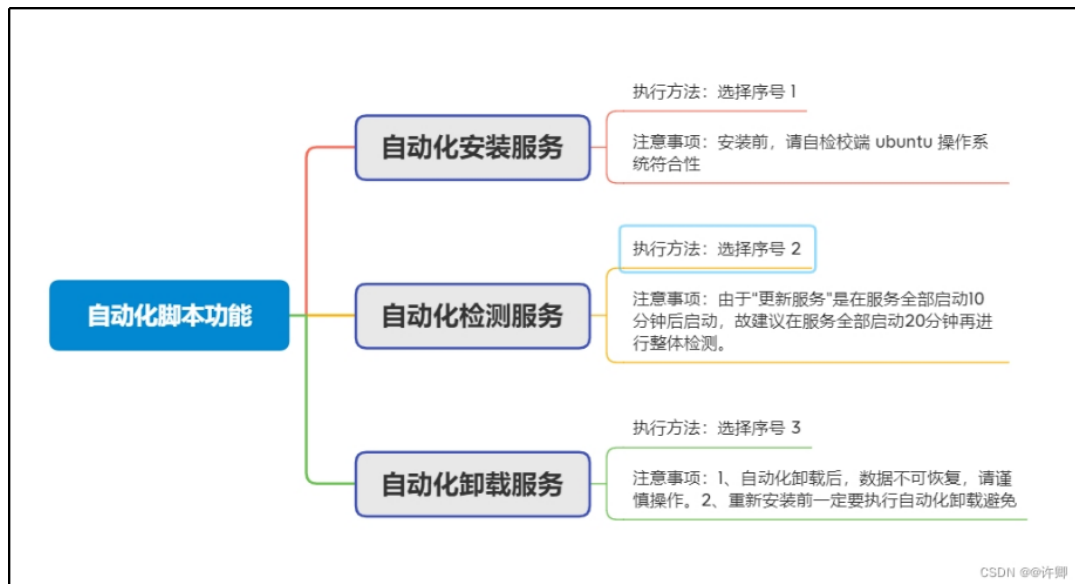 执行方法：选择序号 1
自动化安装服务
注意事项：安装前，请自检校端 ubuntu 操作系
统符合性
执行方法：选择序号 2
自动化脚本功能
自动化检测服务
注意事项：由于"更新服务"是在服务全部启动10
分钟后启动，故建议在服务全部启动20分钟再进
行整体检测。
执行方法：选择序号 3
自动化卸载服务
注意事项：1、自动化卸载后，数据不可恢复，请谨
慎操作。2、重新安装前一定要执行自动化卸载避免
CSDN @@许卿